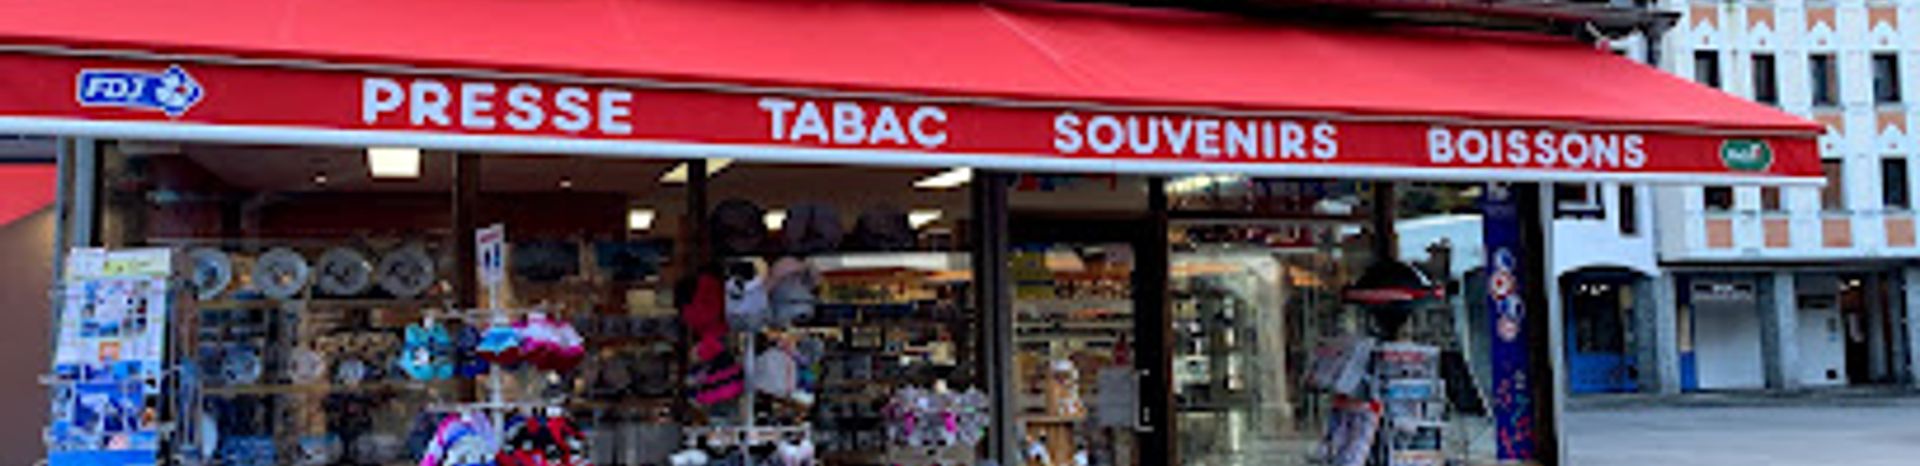 FDJ PRESSE TABAC SOUVENIRS BOISSONS